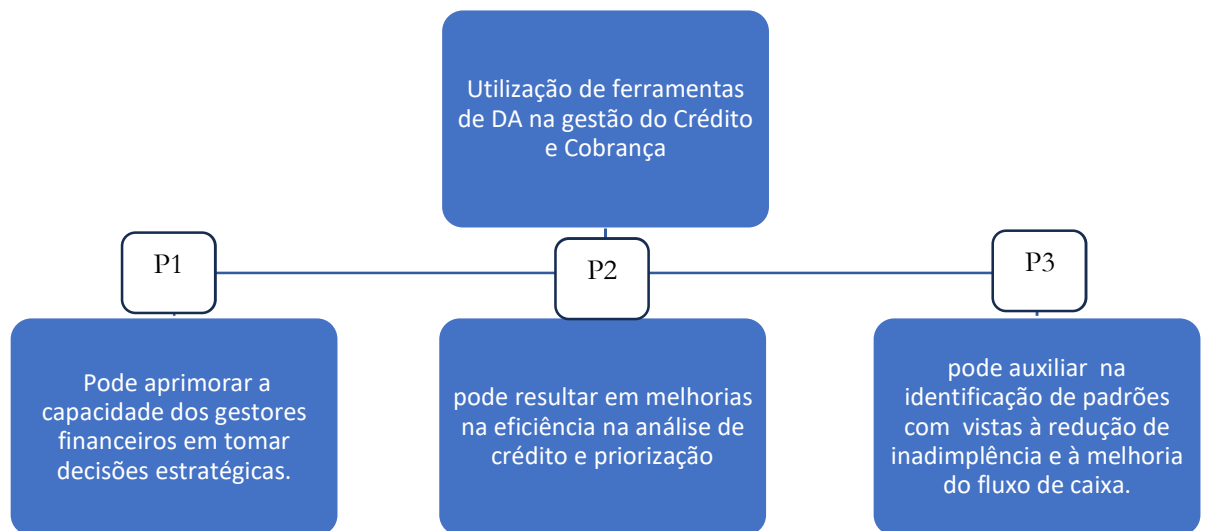 Utilização de ferramentas
de DA na gestão do Crédito
e Cobrança
P1
P2
P3
Pode aprimorar a
capacidade dos gestores
financeiros em tomar
decisões estratégicas.
pode resultar em melhorias
na eficiência na análise de
crédito e priorização
pode auxiliar  na
identificação de padrões
com  vistas à redução de
inadimplência e à melhoria
do fluxo de caixa.